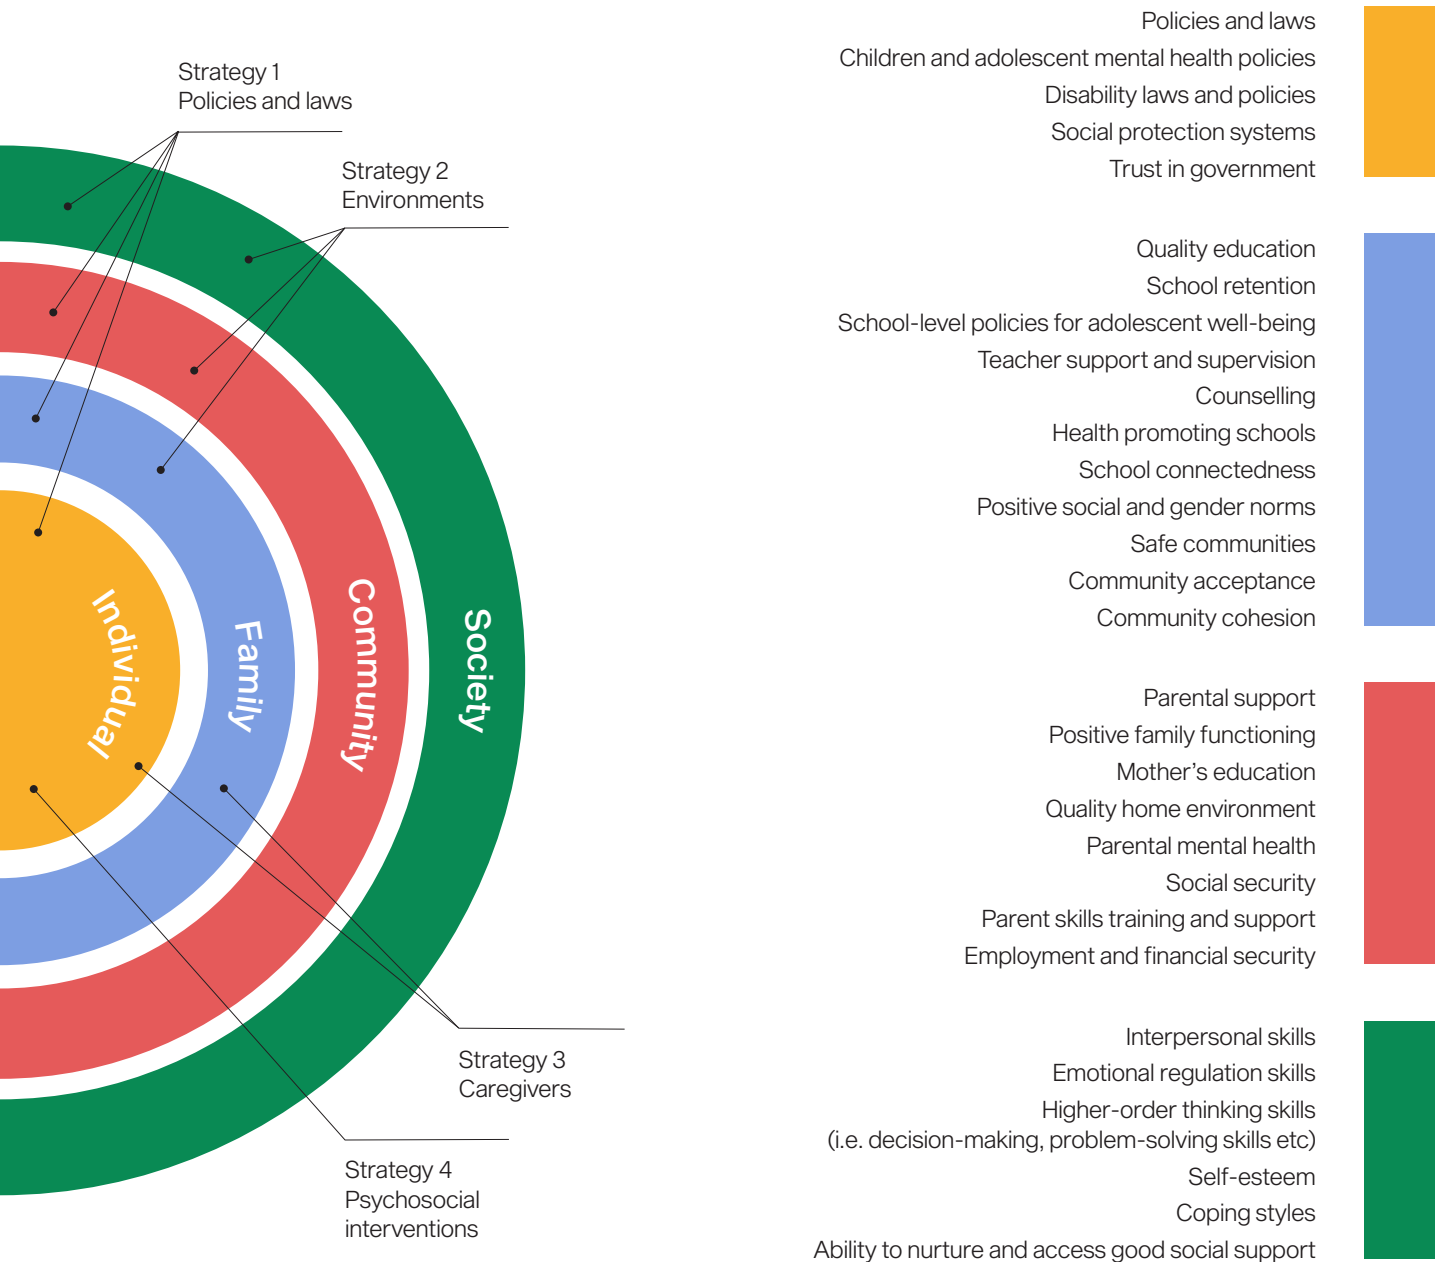 Strategy 1
Policies and laws
Strategy 2
Environments
Individual
Family
Community
Society
Strategy 3
Caregivers
Strategy 4
Psychosocial
interventions
Policies and laws
Children and adolescent mental health policies
Disability laws and policies
Social protection systems
Trust in government
Quality education
School retention
School-level policies for adolescent well-being
Teacher support and supervision
Counselling
Health promoting schools
School connectedness
Positive social and gender norms
Safe communities
Community acceptance
Community cohesion
Parental support
Positive family functioning
Mother’s education
Quality home environment
Parental mental health
Social security
Parent skills training and support
Employment and financial security
Interpersonal skills
Emotional regulation skills
Higher-order thinking skills
(i.e. decision-making, problem-solving skills etc)
Self-esteem
Coping styles
Ability to nurture and access good social support